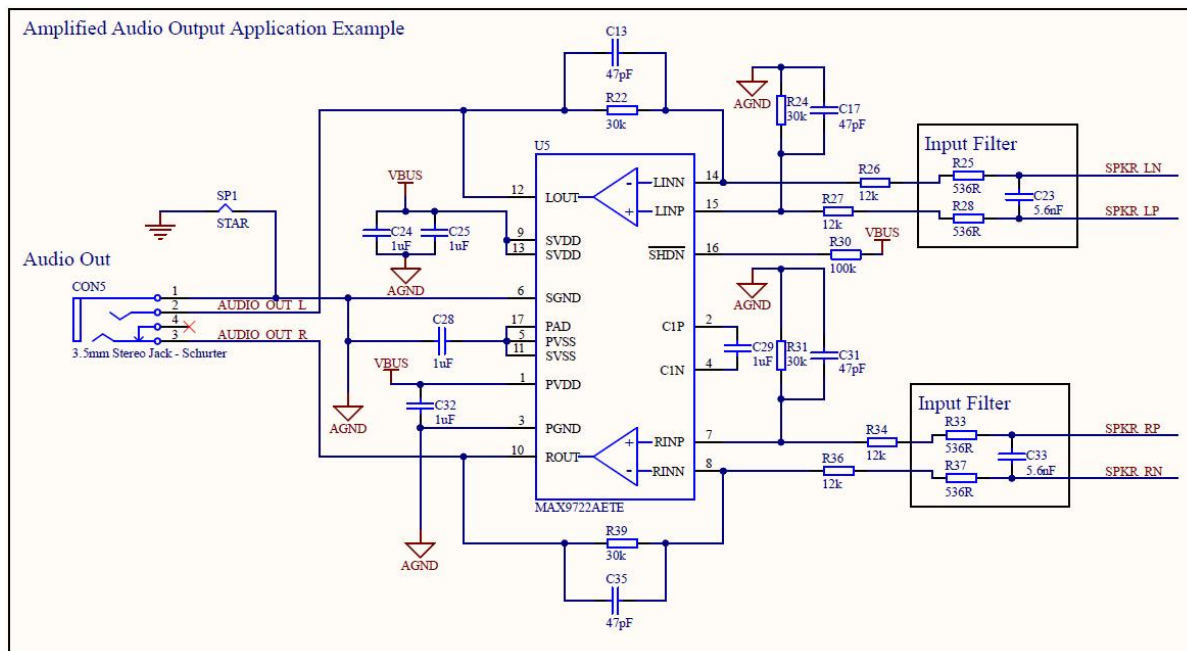 Amplified Audio Output Application Example
C13
47pF
R22
30k
AGND
R24
30k
C17
47pF
Input Filter
U5
VBUS
12
LOUT
LINN
14
R26
12k
R25
536R
SPKR_LN
C23
5.6nF
LINP
15
R27
12k
R28
536R
SPKR_LP
SP1
STAR
C24
1uF
C25
1uF
9
SVDD
13
SVDD
SHDN
16
R30
100k
VBUS
AGND
Audio Out
CON5
1
2
4
3
AUDIO_OUT_L
AUDIO_OUT_R
3.5mm Stereo Jack - Schurter
6
SGND
AGND
C28
1uF
17
PAD
5
PVSS
11
SVSS
C1P
2
C29
1uF
C1N
4
R31
30k
C31
47pF
VBUS
1
PVDD
C32
1uF
AGND
3
PGND
10
ROUT
RINP
7
R34
12k
Input Filter
R33
536R
SPKR_RP
C33
5.6nF
RINN
8
R36
12k
R37
536R
SPKR_RN
MAX9722AETE
AGND
R39
30k
C35
47pF